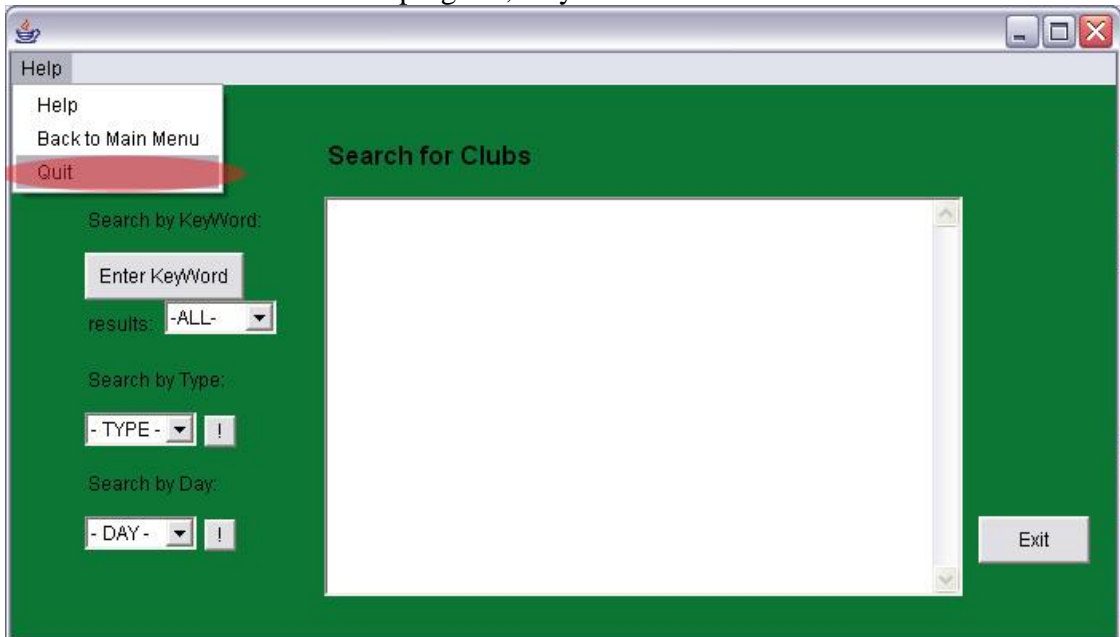 Help
Help
Back to Main Menu
Quit
Search for Clubs
Search by KeyWord:
Enter KeyWord
results: -ALL-
Search by Type:
- TYPE - !
Search by Day:
- DAY - !
Exit